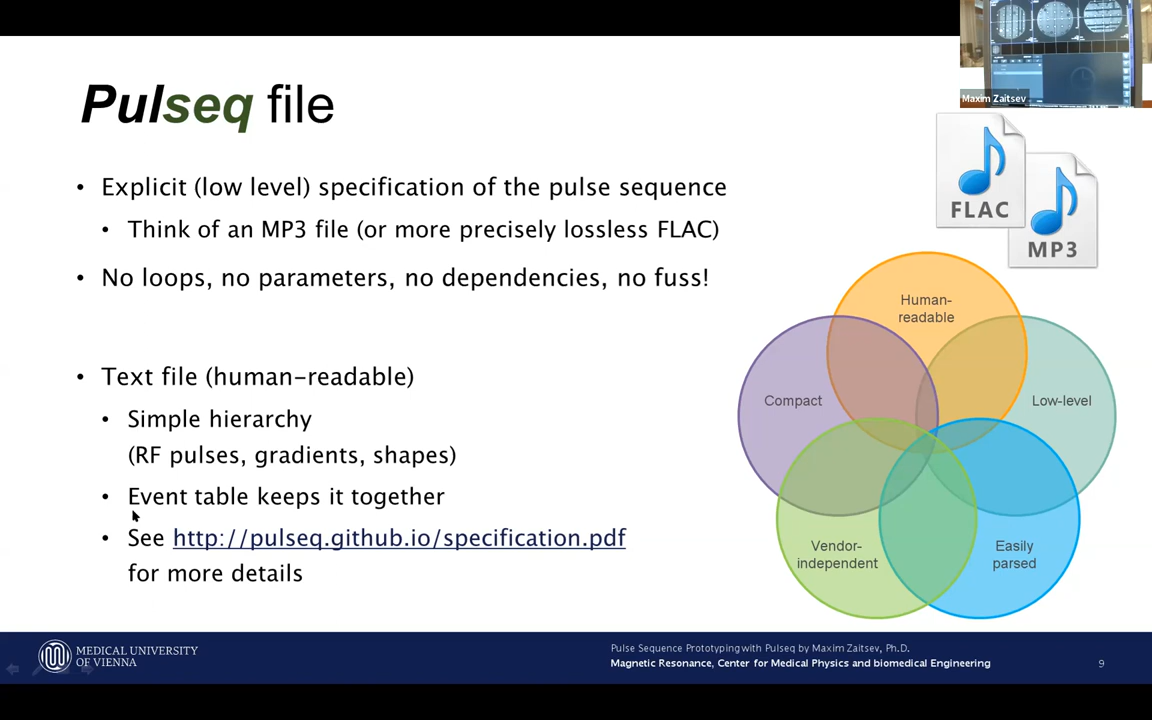 Pulseq file
Maxim Zaitsev
• Explicit (low level) specification of the pulse sequence
• Think of an MP3 file (or more precisely lossless FLAC)
• No loops, no parameters, no dependencies, no fuss!
• Text file (human-readable)
• Simple hierarchy
(RF pulses, gradients, shapes)
• Event table keeps it together
• See http://pulseq.github.io/specification.pdf
for more details
FLAC
MP3
Human-
readable
Compact
Low-level
Vendor-
independent
Easily
parsed
MEDICAL UNIVERSITY
OF VIENNA
Pulse Sequence Prototyping with Pulseq by Maxim Zaitsev, Ph.D.
Magnetic Resonance, Center for Medical Physics and biomedical Engineering
9